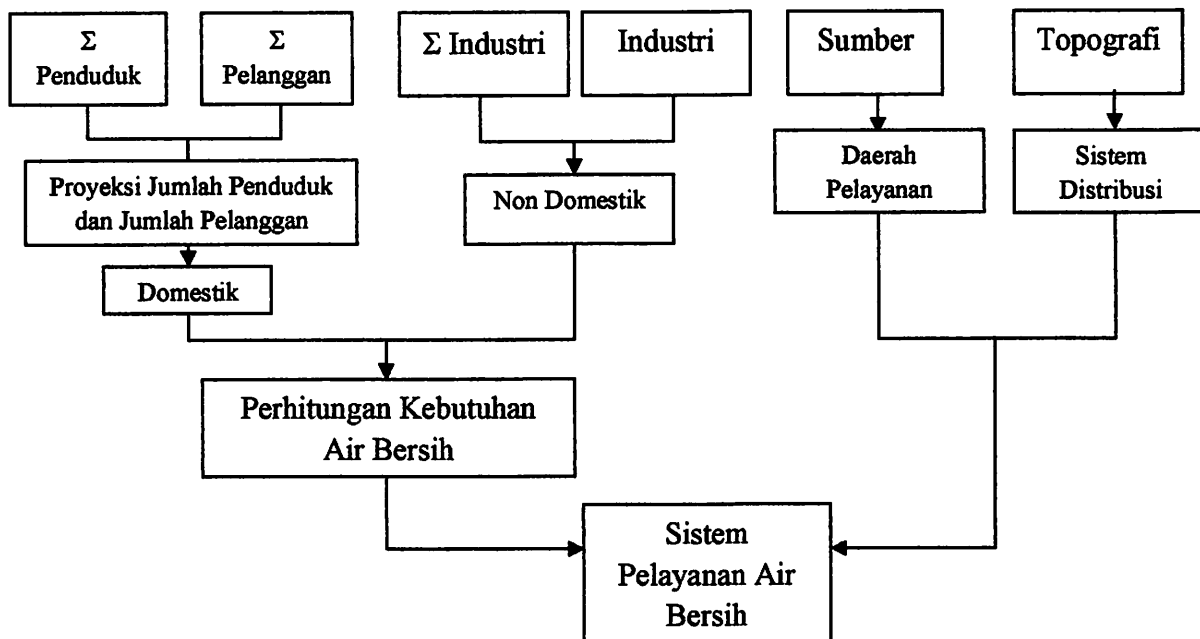 Σ
Penduduk
Σ
Pelanggan
Σ Industri
Industri
Sumber
Topografi
Proyeksi Jumlah Penduduk
dan Jumlah Pelanggan
Non Domestik
Daerah
Pelayanan
Sistem
Distribusi
Domestik
Perhitungan Kebutuhan
Air Bersih
Sistem
Pelayanan Air
Bersih